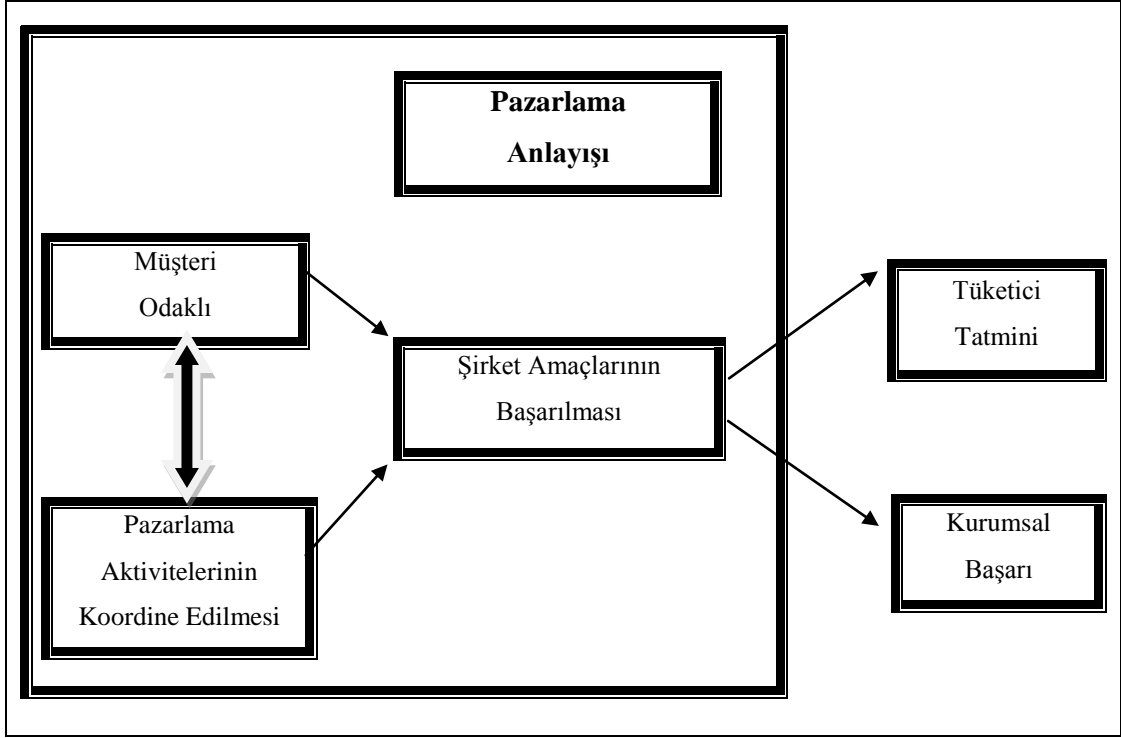 Pazarlama
Anlayışı
Müşteri
Odaklı
Şirket Amaçlarının
Başarılması
Pazarlama
Aktivitelerinin
Koordine Edilmesi
Tüketici
Tatmini
Kurumsal
Başarı